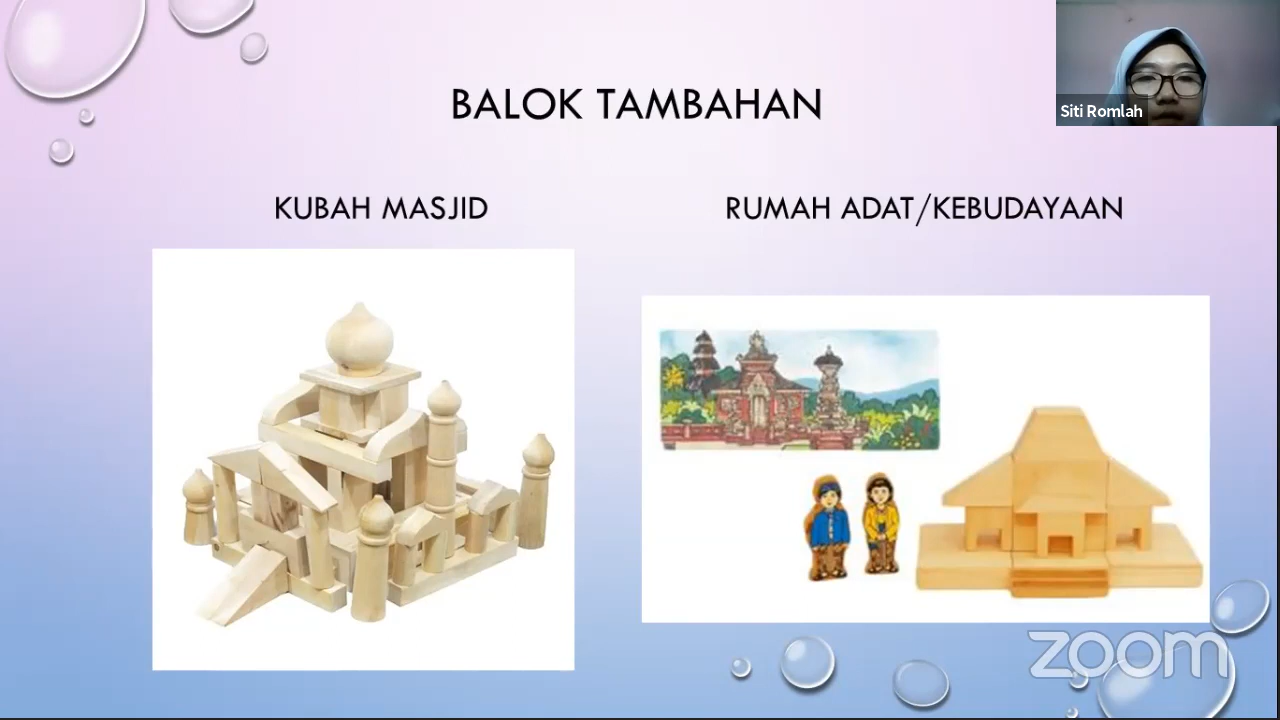 BALOK TAMBAHAN
Siti Romlah
KUBAH MASJID
RUMAH ADAT/KEBUDAYAAN
zoom